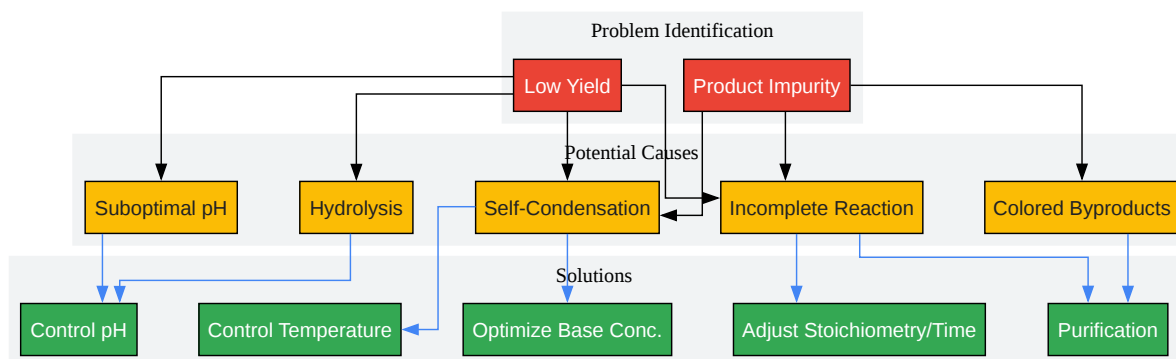 Problem Identification
Low Yield
Product Impurity
Potential Causes
Suboptimal pH
Hydrolysis
Self-Condensation
Incomplete Reaction
Colored Byproducts
Solutions
Control pH
Control Temperature
Optimize Base Conc.
Adjust Stoichiometry/Time
Purification